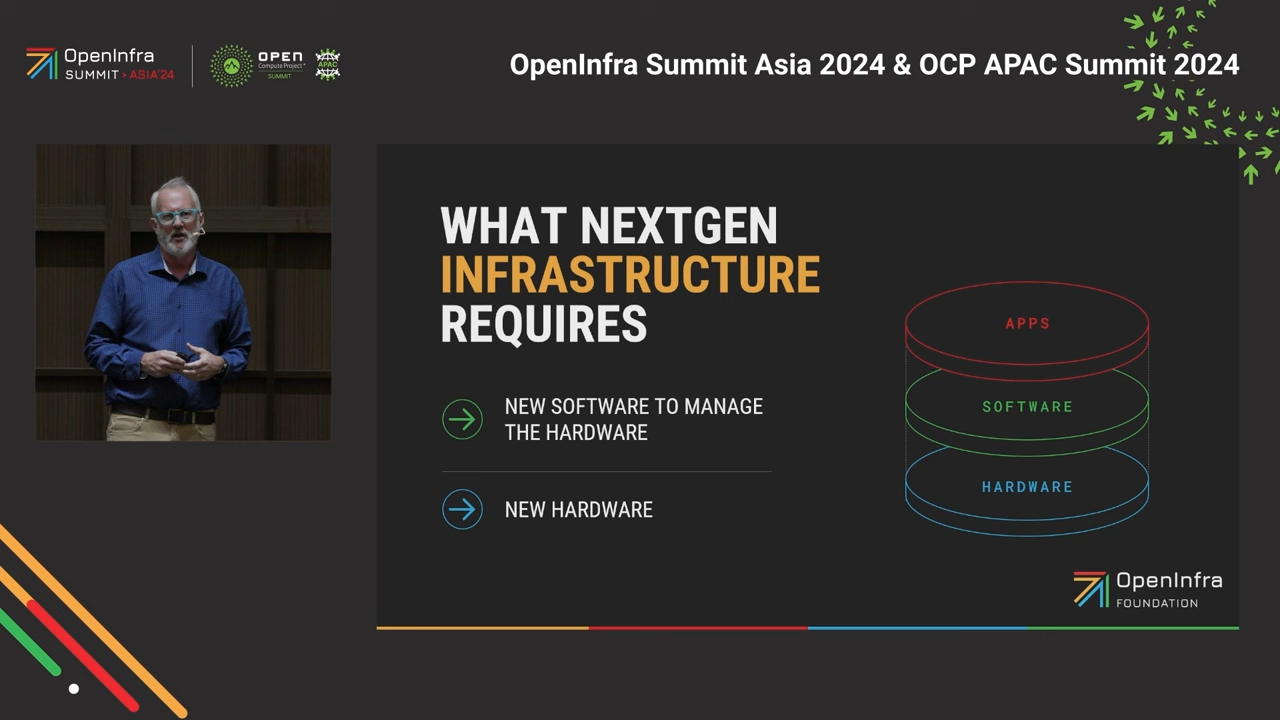 OpenInfra
SUMMIT ASIA'24
OPEN
Compute Project®
SUMMIT
APAC
OpenInfra Summit Asia 2024 & OCP APAC Summit 2024
WHAT NEXTGEN
INFRASTRUCTURE
REQUIRES
NEW SOFTWARE TO MANAGE
THE HARDWARE
NEW HARDWARE
APPS
SOFTWARE
HARDWARE
OpenInfra
FOUNDATION